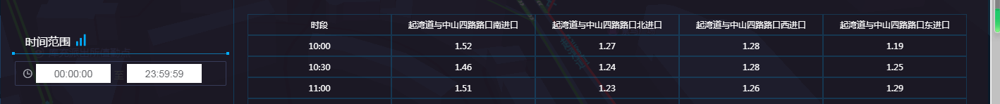 时间范围
00:00:00 至 23:59:59
时段 起湾道与中山四路路口南进口 起湾道与中山四路路口北进口 起湾道与中山四路路口西进口 起湾道与中山四路路口东进口
10:00 1.52 1.27 1.28 1.19
10:30 1.46 1.24 1.28 1.25
11:00 1.51 1.23 1.26 1.29